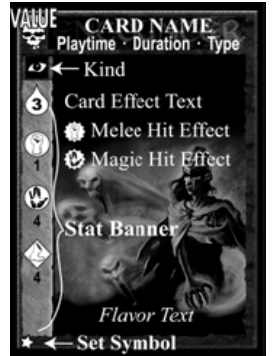 VALUE
CARD NAME
Playtime · Duration · Type
Kind
3
Card Effect Text
Melee Hit Effect
1
Magic Hit Effect
4
Stat Banner
4
Flavor Text
Set Symbol